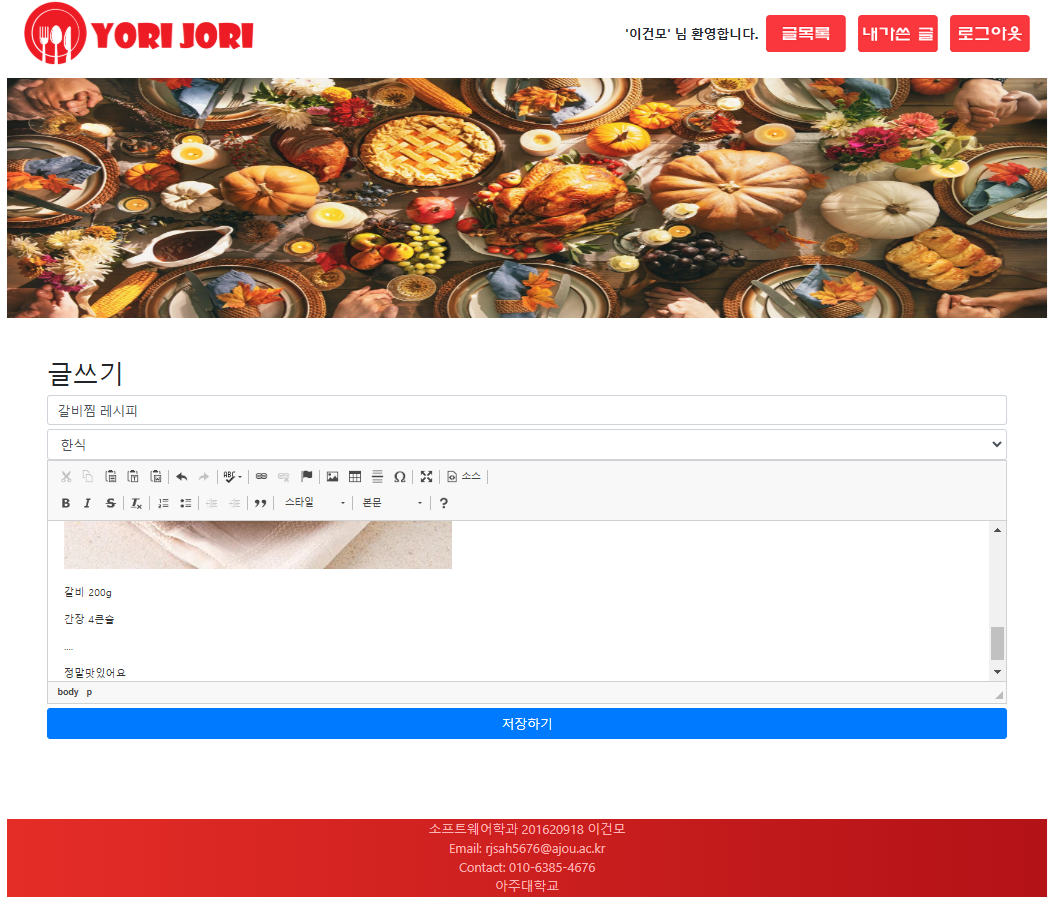 YORI JORI
'이건모' 님 환영합니다.
글목록
내가쓴 글
로그아웃
글쓰기
갈비찜 레시피
한식
ABC
소스
B I S Tx
스타일
본문
?
갈비 200g
간장 4큰술
....
정말맛있어요
body p
저장하기
소프트웨어학과 201620918 이건모
Email: rjsah5676@ajou.ac.kr
Contact: 010-6385-4676
아주대학교